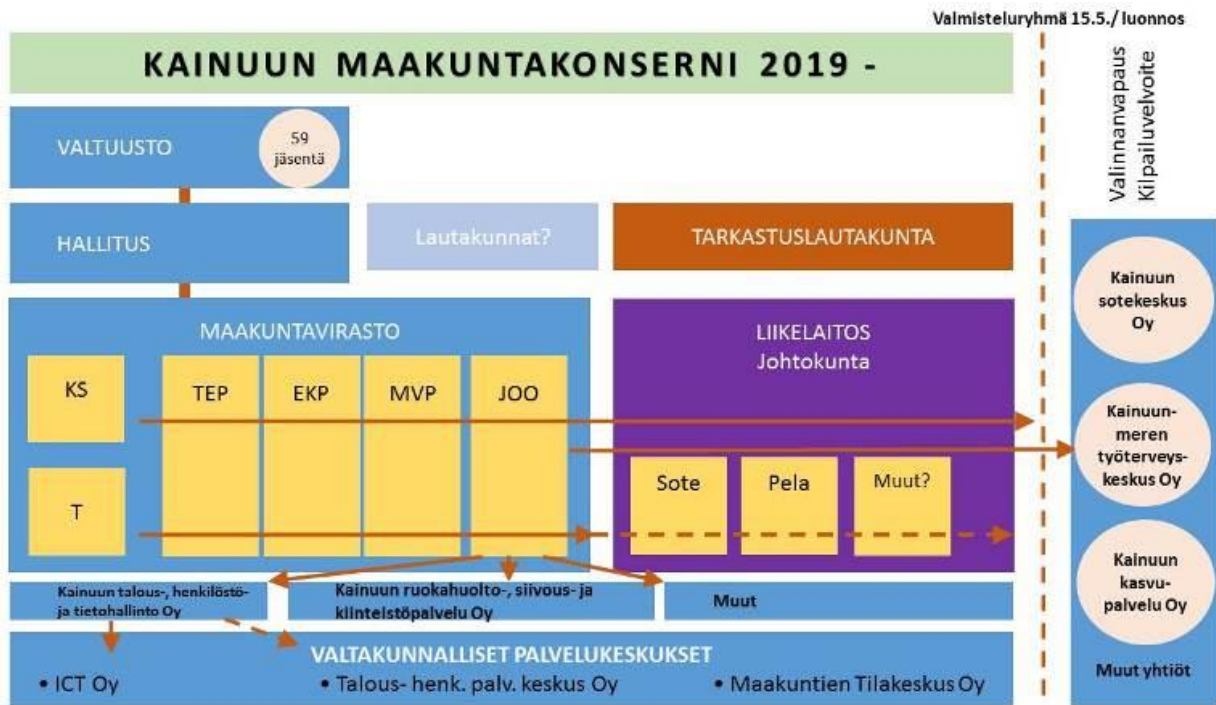 Valmisteluryhmä 15.5./ luonnos
KAINUUN MAAKUNTAKONSERNI 2019 -
Valinnanvapaus
Kilpailuvelvoite
VALTUUSTO
59
jäsentä
HALLITUS
Lautakunnat?
TARKASTUSLAUTAKUNTA
MAAKUNTAVIRASTO
KS
T
TEP
EKP
MVP
JOO
LIIKELAITOS
Johtokunta
Sote
Pela
Muut?
Kainuun
sotekeskus
Oy
Kainuun-
meren
työterveys-
keskus Oy
Kainuun
kasvu-
palvelu Oy
Muut yhtiöt
Kainuun talous-, henkilöstö-
ja tietohallinto Oy
Kainuun ruokahuolto-, siivous- ja
kiinteistöpalvelu Oy
Muut
VALTAKUNNALLISET PALVELUKESKUKSET
• ICT Oy
• Talous- henk. palv. keskus Oy
• Maakuntien Tilakeskus Oy